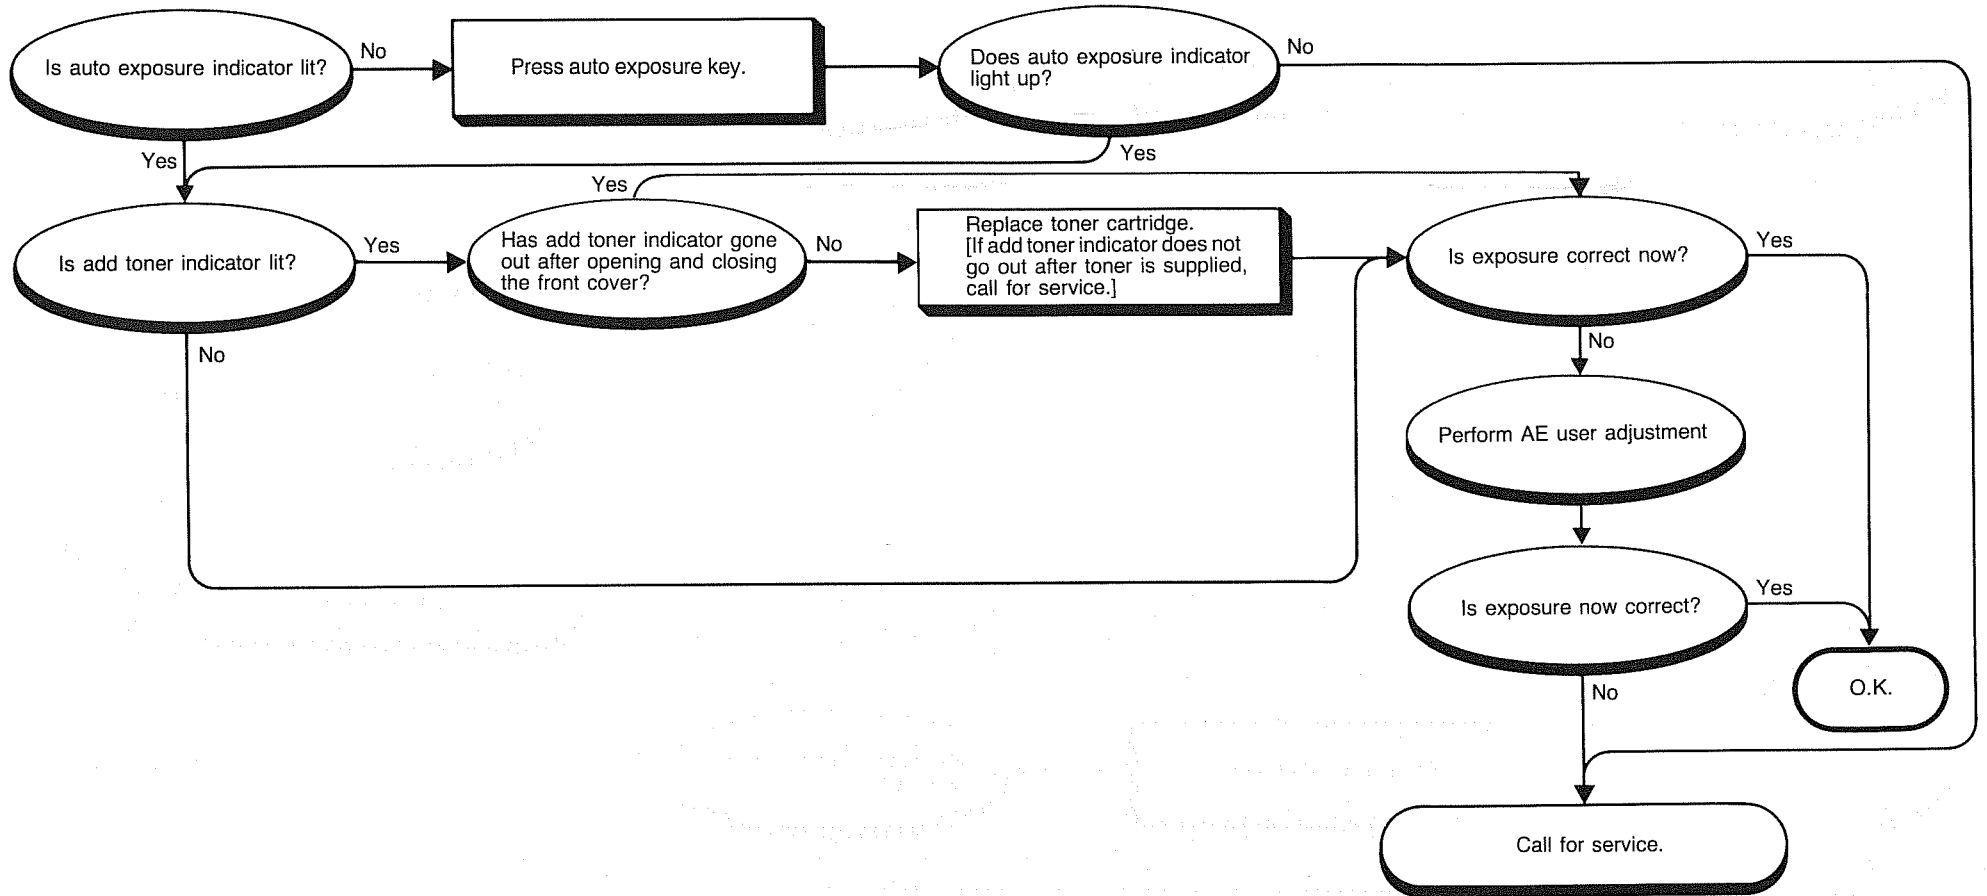 Is auto exposure indicator lit?
No
Press auto exposure key.
Does auto exposure indicator
light up?
No
Yes
Yes
Is add toner indicator lit?
Yes
Has add toner indicator gone
out after opening and closing
the front cover?
Yes
No
Replace toner cartridge.
[If add toner indicator does not
go out after toner is supplied,
call for service.]
Is exposure correct now?
Yes
No
No
Perform AE user adjustment
Is exposure now correct?
Yes
No
O.K.
Call for service.